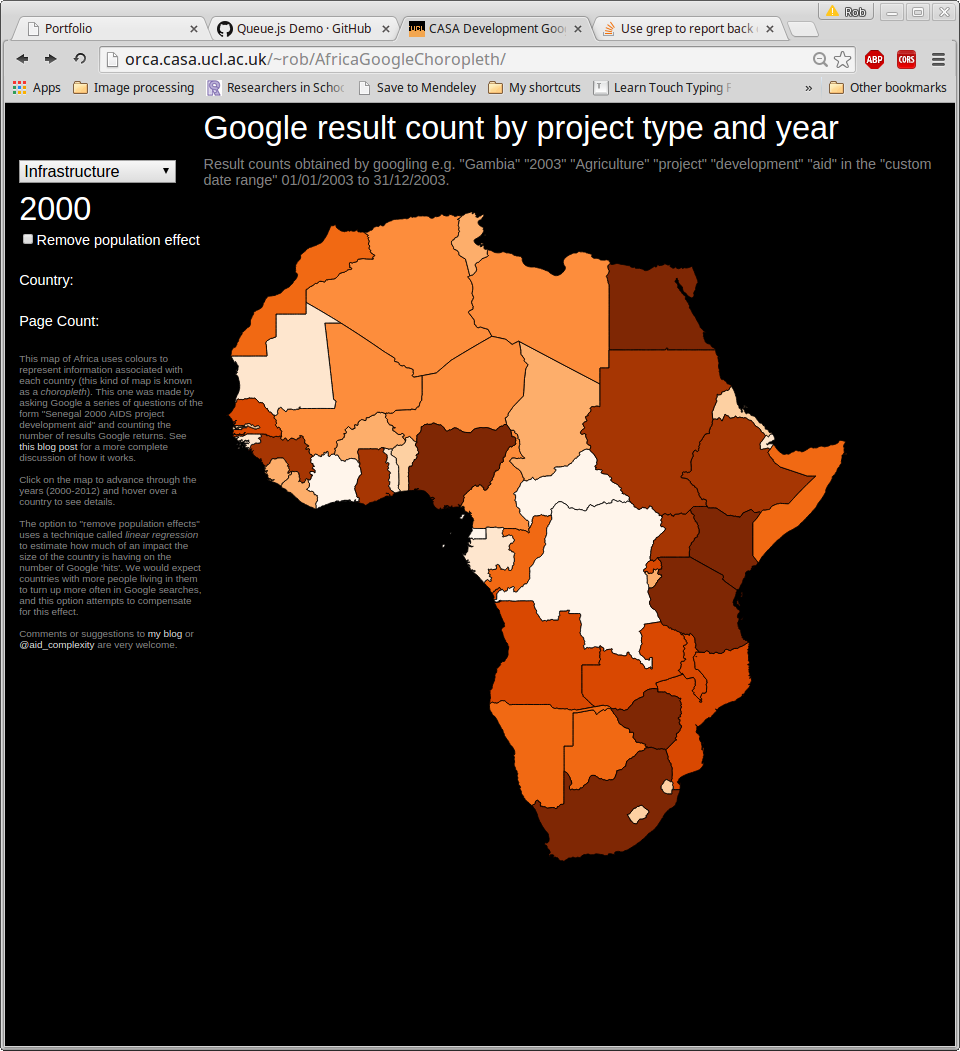 Rob
Portfolio
Queue.js Demo · GitHub
UCL
CASA Development Goo
Use grep to report back
orca.casa.ucl.ac.uk/~rob/AfricaGoogleChoropleth/
ABP
CORS
Apps
Image processing
Researchers in Schoo
Save to Mendeley
My shortcuts
Learn Touch Typing F
»
Other bookmarks
Google result count by project type and year
Result counts obtained by googling e.g. "Gambia" "2003" "Agriculture" "project" "development" "aid" in the "custom
date range" 01/01/2003 to 31/12/2003.
Infrastructure
2000
Remove population effect
Country:
Page Count:
This map of Africa uses colours to
represent information associated with
each country (this kind of map is known
as a choropleth). This one was made by
asking Google a series of questions of the
form "Senegal 2000 AIDS project
development aid" and counting the
number of results Google returns. See
this blog post for a more complete
discussion of how it works.
Click on the map to advance through the
years (2000-2012) and hover over a
country to see details.
The option to "remove population effects"
uses a technique called linear regression
to estimate how much of an impact the
size of the country is having on the
number of Google 'hits'. We would expect
countries with more people living in them
to turn up more often in Google searches,
and this option attempts to compensate
for this effect.
Comments or suggestions to my blog or
@aid_complexity are very welcome.